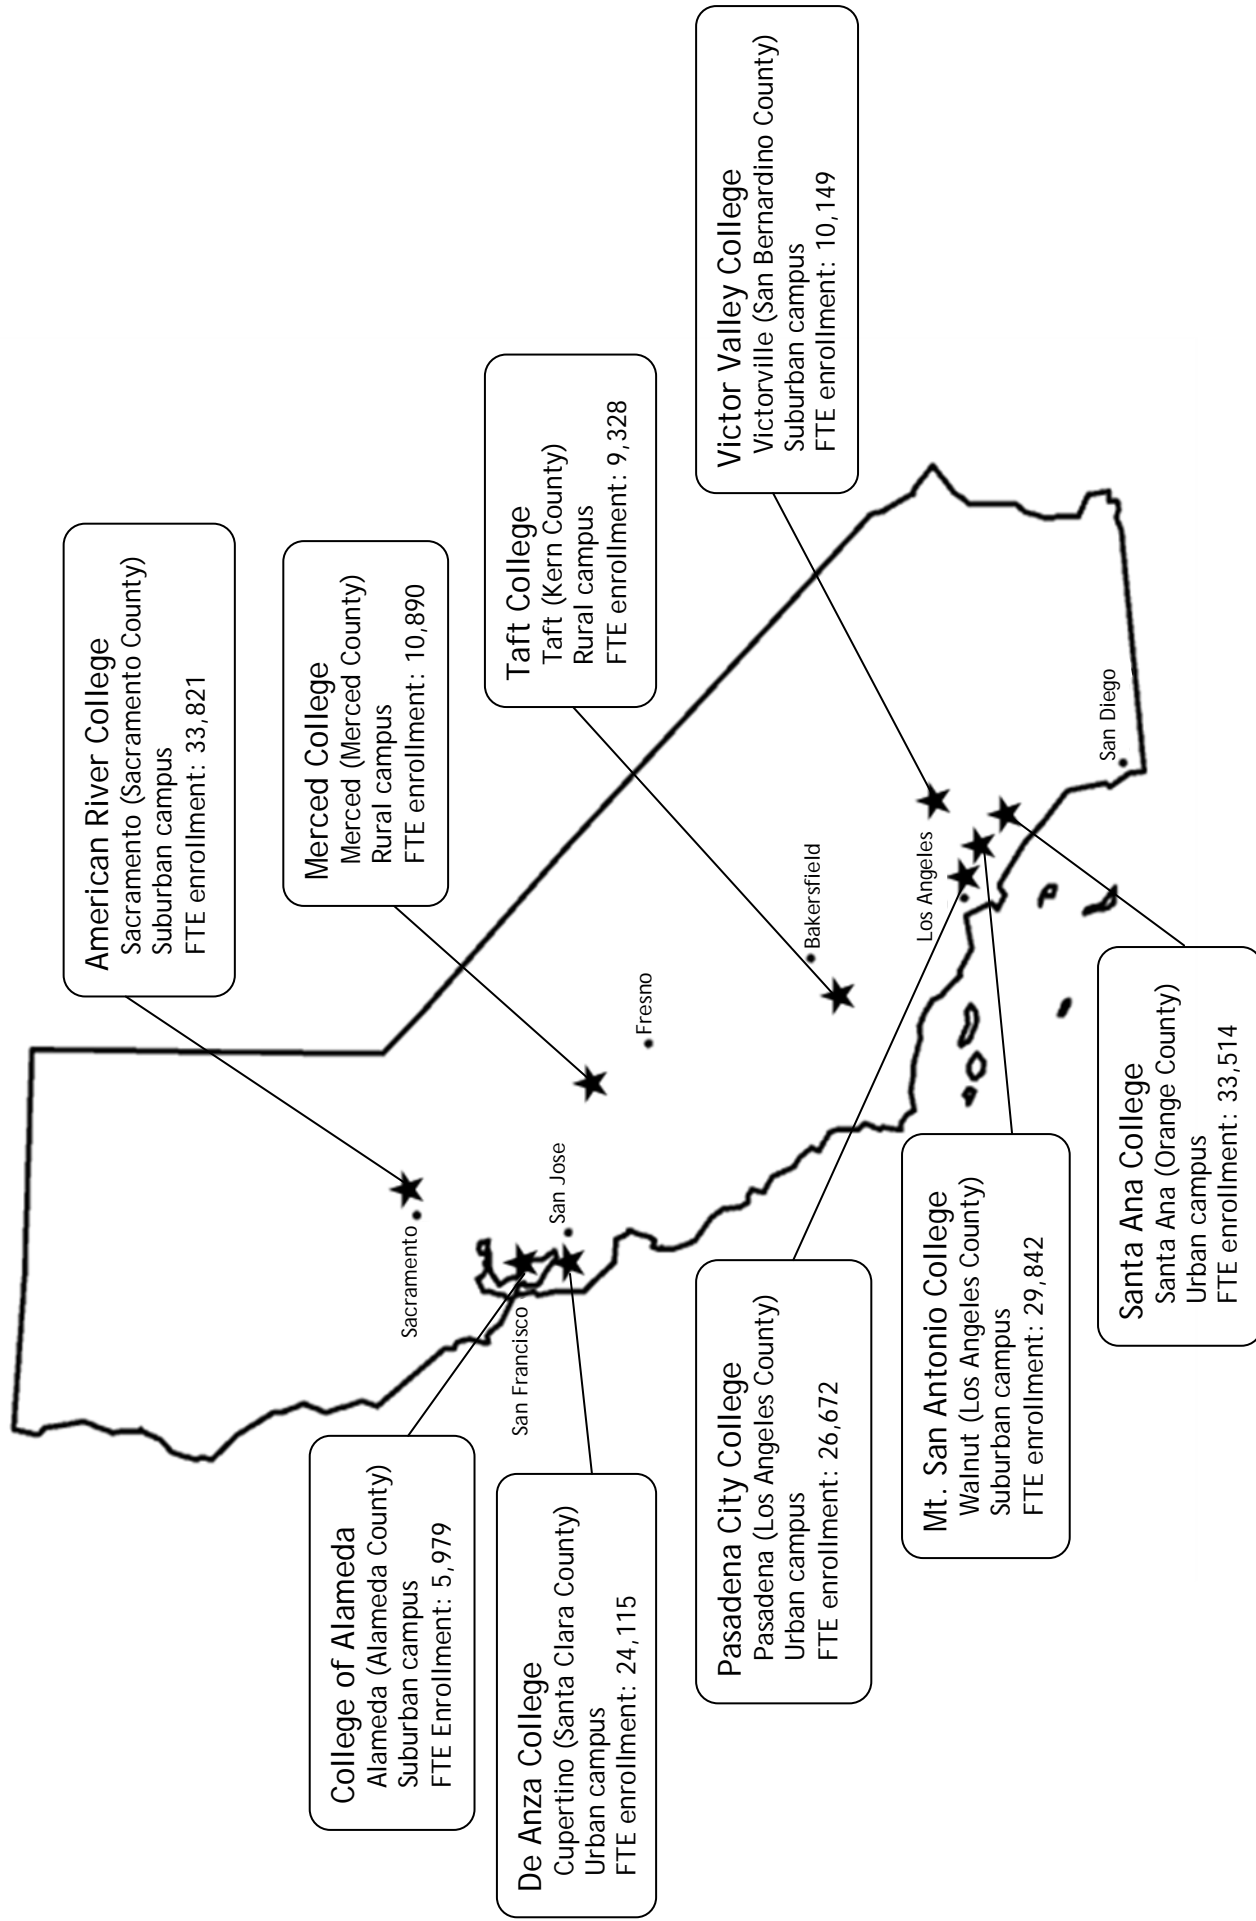 American River College
Sacramento (Sacramento County)
Suburban campus
FTE enrollment: 33,821
Merced College
Merced (Merced County)
Rural campus
FTE enrollment: 10,890
Taft College
Taft (Kern County)
Rural campus
FTE enrollment: 9,328
Victor Valley College
Victorville (San Bernardino County)
Suburban campus
FTE enrollment: 10,149
Sacramento
San Francisco
San Jose
Fresno
Bakersfield
Los Angeles
San Diego
College of Alameda
Alameda (Alameda County)
Suburban campus
FTE Enrollment: 5,979
De Anza College
Cupertino (Santa Clara County)
Urban campus
FTE enrollment: 24,115
Pasadena City College
Pasadena (Los Angeles County)
Urban campus
FTE enrollment: 26,672
Mt. San Antonio College
Walnut (Los Angeles County)
Suburban campus
FTE enrollment: 29,842
Santa Ana College
Santa Ana (Orange County)
Urban campus
FTE enrollment: 33,514